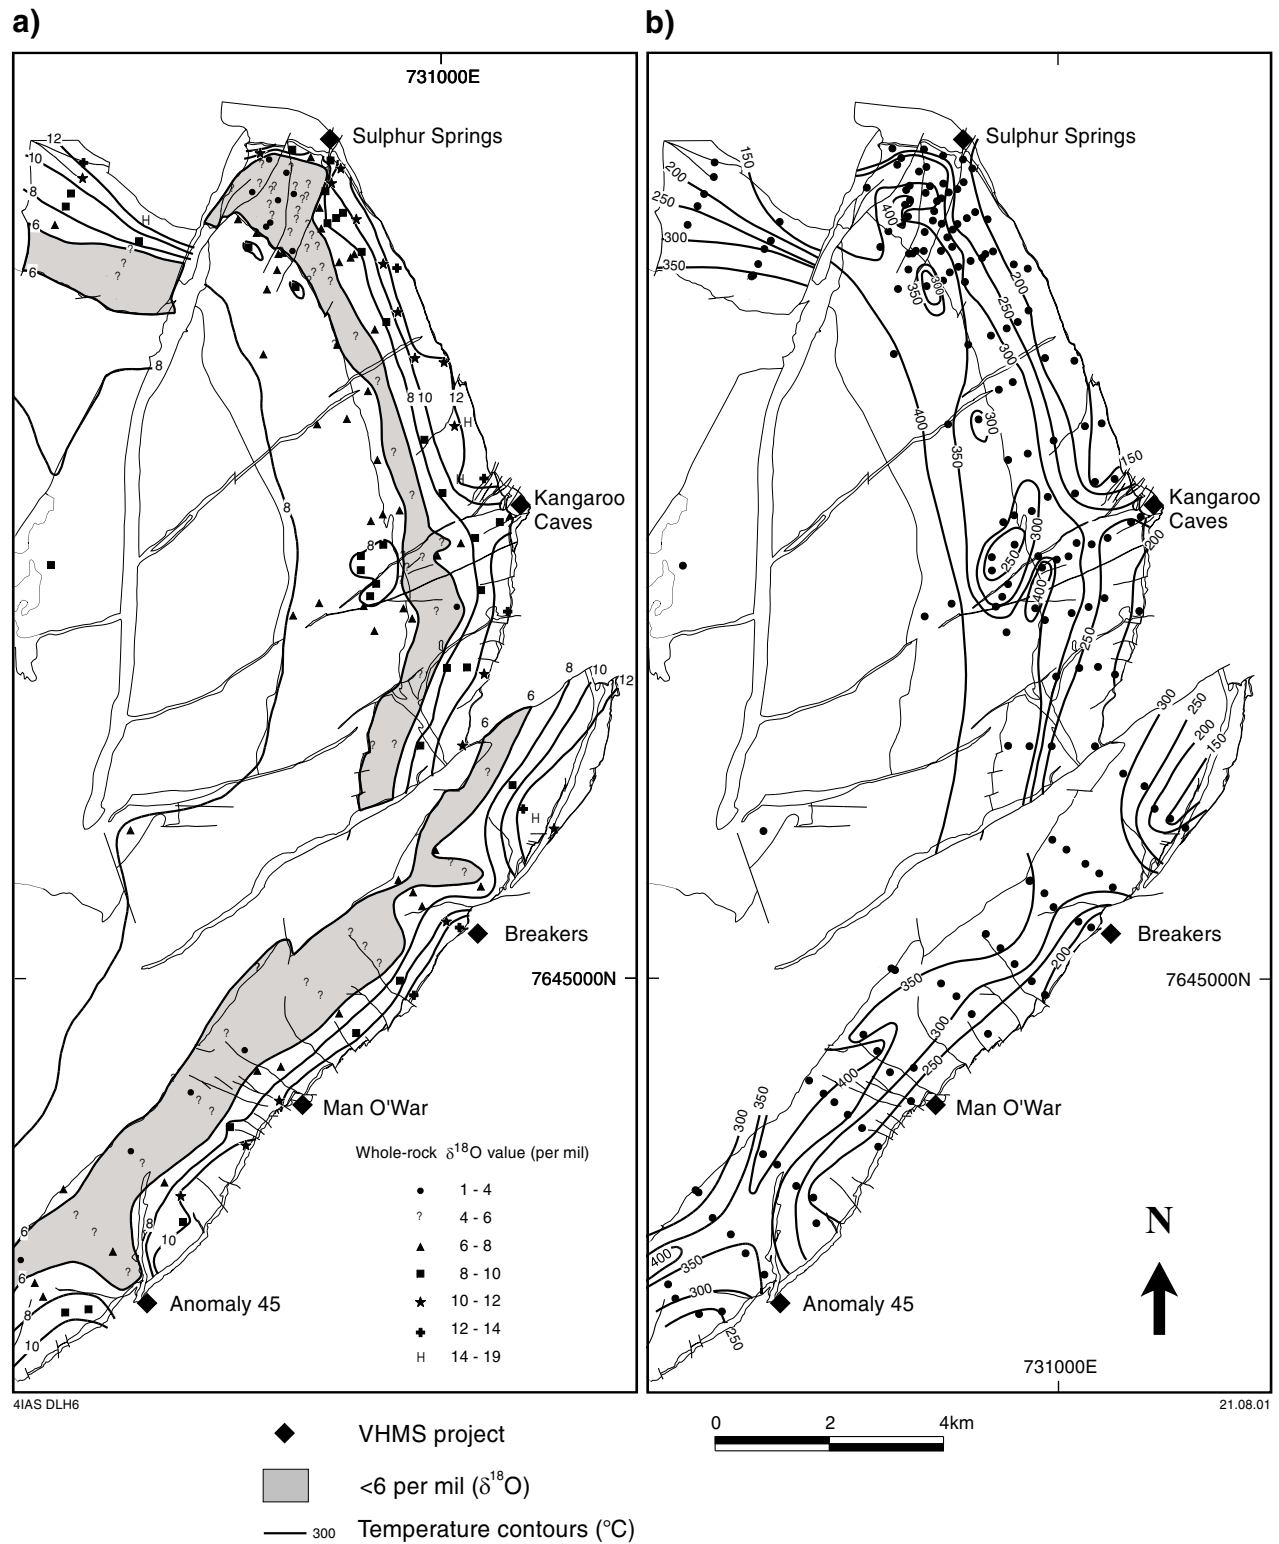 a)
b)
731000E
Sulphur Springs
Sulphur Springs
12
10
8
6
6
H
8
8
8 10 12
H
H
8
Kangaroo
Caves
6
6
8
10
12
H
Breakers
7645000N
Man O'War
6
6
8
10
8
10
Anomaly 45
Whole-rock δ18O value (per mil)
1 - 4
? 4 - 6
6 - 8
8 - 10
10 - 12
12 - 14
H 14 - 19
150
200
250
300
350
400
350
300
200
250
300
400
350
300
150
Kangaroo
Caves
200
300
250
400
250
300
250
200
150
Breakers
200
350
7645000N
300
250
400
Man O'War
350
300
400
350
300
250
Anomaly 45
N
731000E
4IAS DLH6
21.08.01
0 2 4km
VHMS project
<6 per mil (δ18O)
300 Temperature contours (°C)